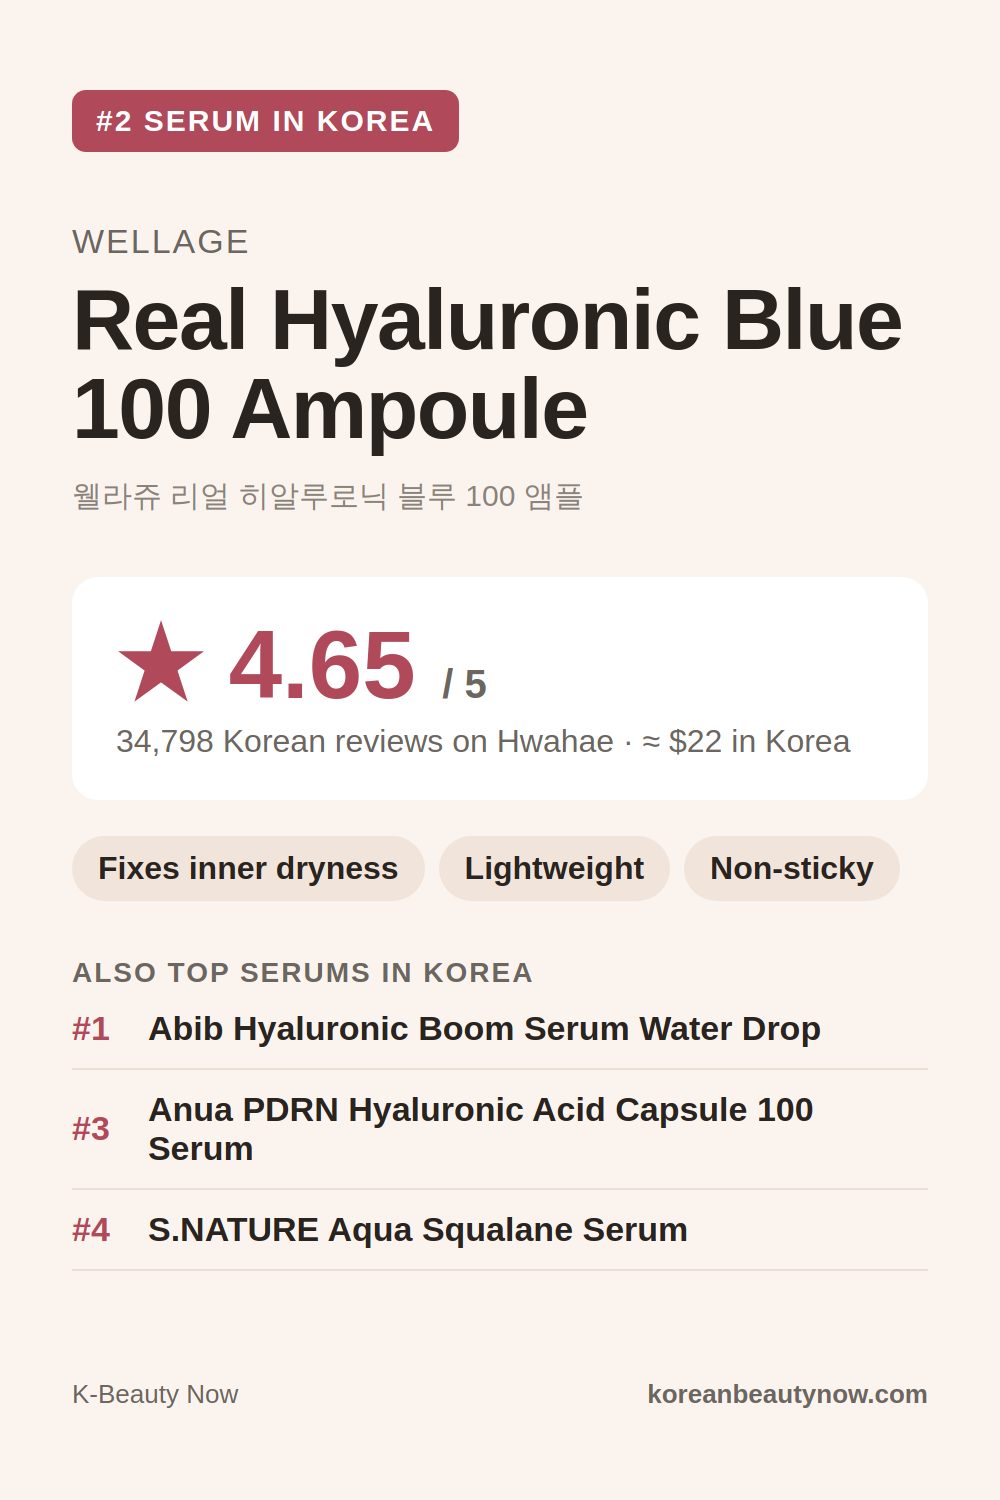 #2 SERUM IN KOREA
WELLAGE
Real Hyaluronic Blue
100 Ampoule
웰라쥬 리얼 히알루로닉 블루 100 앰플
★ 4.65 / 5
34,798 Korean reviews on Hwahae · ≈ $22 in Korea
Fixes inner dryness Lightweight Non-sticky
ALSO TOP SERUMS IN KOREA
#1 Abib Hyaluronic Boom Serum Water Drop
#3 Anua PDRN Hyaluronic Acid Capsule 100
Serum
#4 S.NATURE Aqua Squalane Serum
K-Beauty Now koreanbeautynow.com